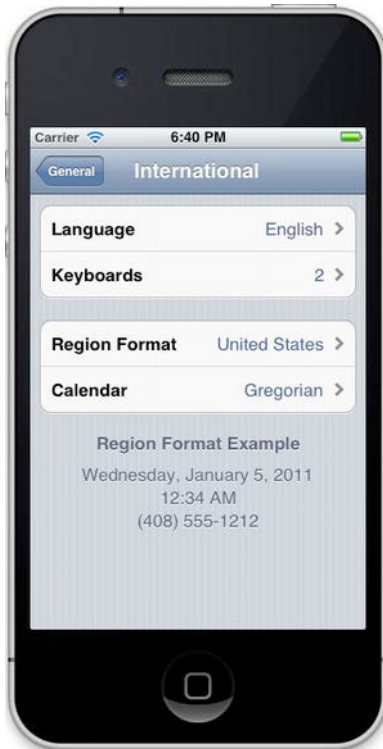 Carrier 6:40 PM
General International
Language English
Keyboards 2
Region Format United States
Calendar Gregorian
Region Format Example
Wednesday, January 5, 2011
12:34 AM
(408) 555-1212